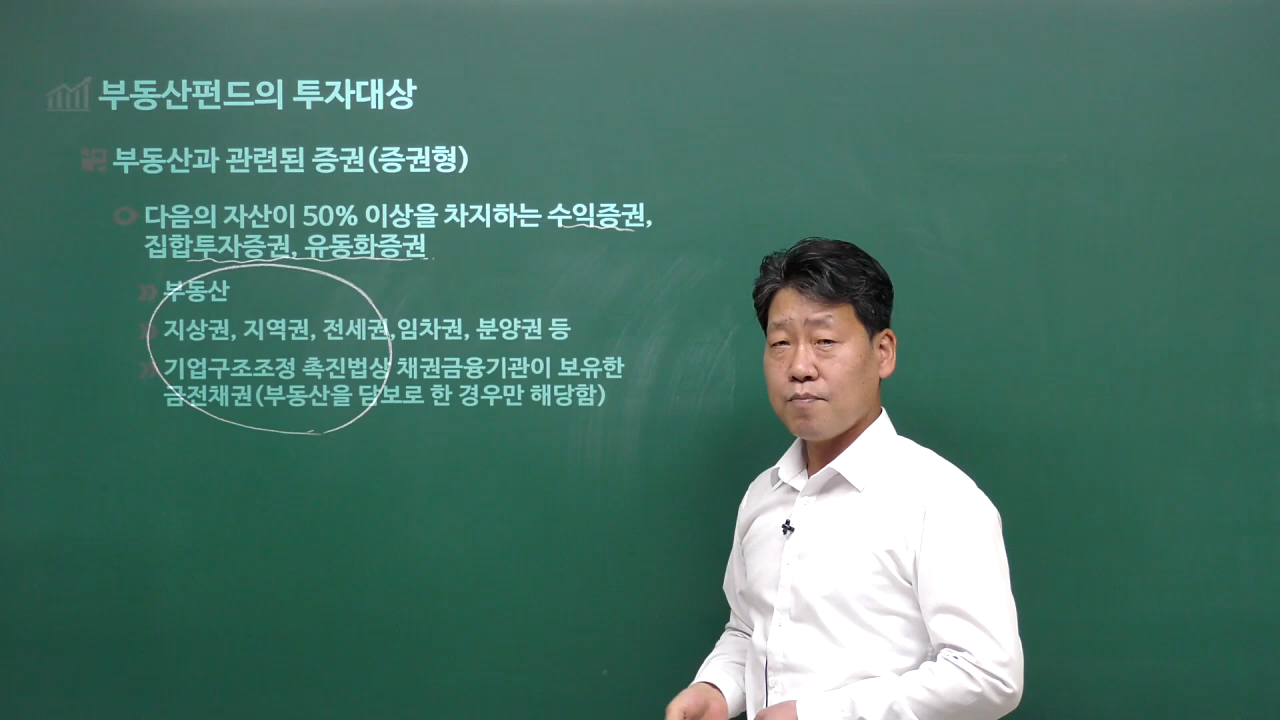 부동산펀드의 투자대상
부동산과 관련된 증권(증권형)
다음의 자산이 50% 이상을 차지하는 수익증권,
집합투자증권, 유동화증권
부동산
지상권, 지역권, 전세권,임차권, 분양권 등
기업구조조정 촉진법상 채권금융기관이 보유한
금전채권(부동산을 담보로 한 경우만 해당함)